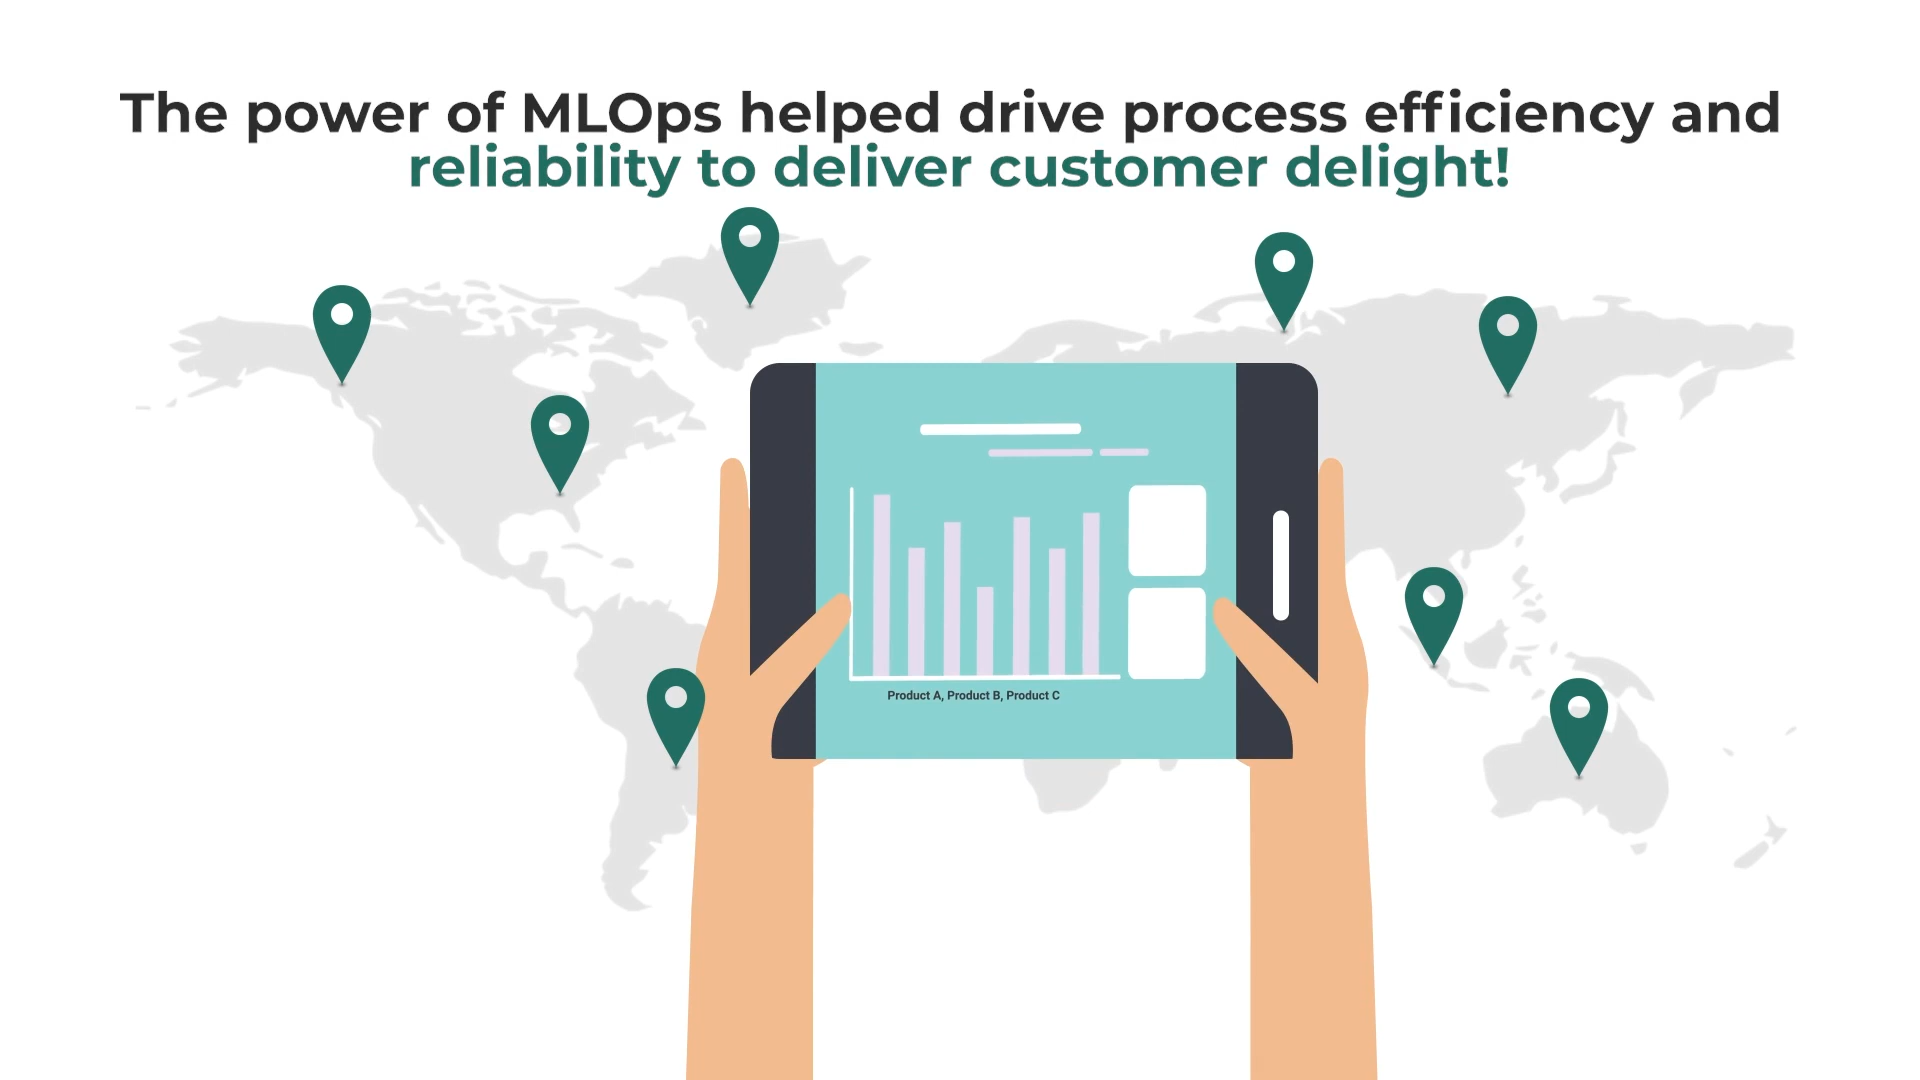 The power of MLOps helped drive process efficiency and
reliability to deliver customer delight!
Product A, Product B, Product C